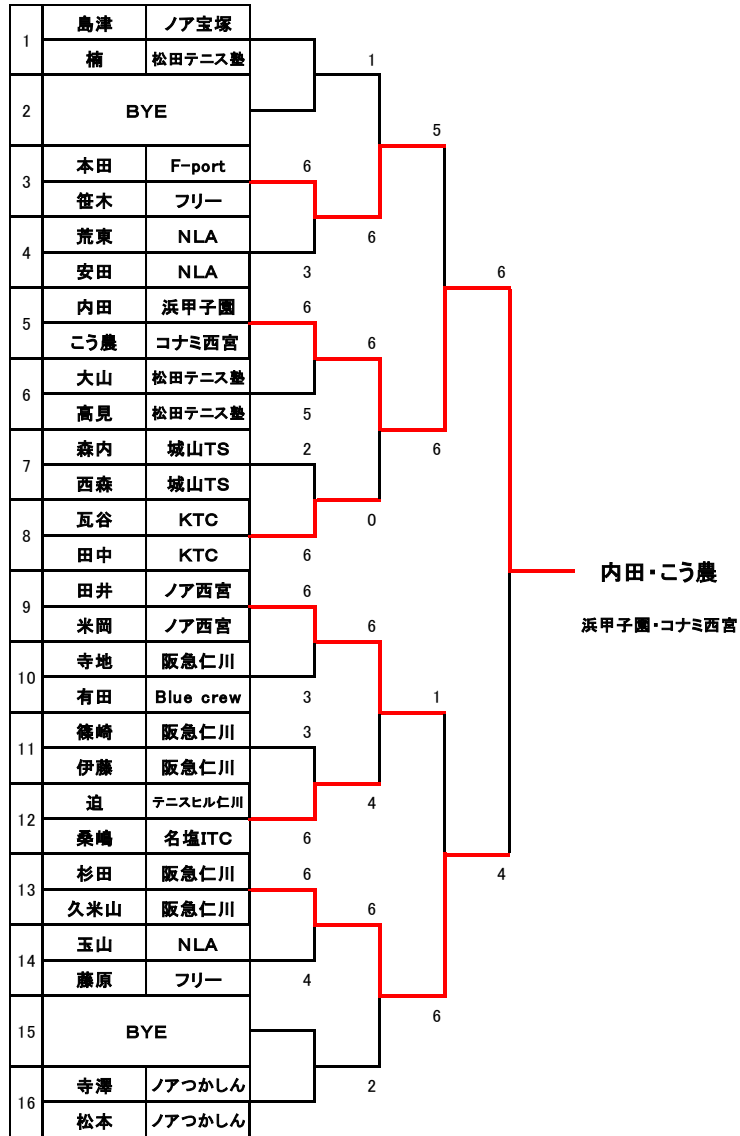 1
島津 ノア宝塚
楠 松田テニス塾
1
2
BYE
5
3
本田 F-port
6
笹木 フリー
6
4
荒東 NLA
安田 NLA
3
6
5
内田 浜甲子園
6
こう農 コナミ西宮
6
大山 松田テニス塾
高見 松田テニス塾
5
6
7
森内 城山TS
2
6
西森 城山TS
8
瓦谷 KTC
0
田中 KTC
6
9
田井 ノア西宮
6
米岡 ノア西宮
6
内田・こう農
浜甲子園・コナミ西宮
10
寺地 阪急仁川
有田 Blue crew
3
1
11
篠崎 阪急仁川
3
伊藤 阪急仁川
12
迫 テニスヒル仁川
4
桑嶋 名塩ITC
6
13
杉田 阪急仁川
6
4
久米山 阪急仁川
6
14
玉山 NLA
藤原 フリー
4
15
BYE
6
16
寺澤 ノアつかしん
2
松本 ノアつかしん